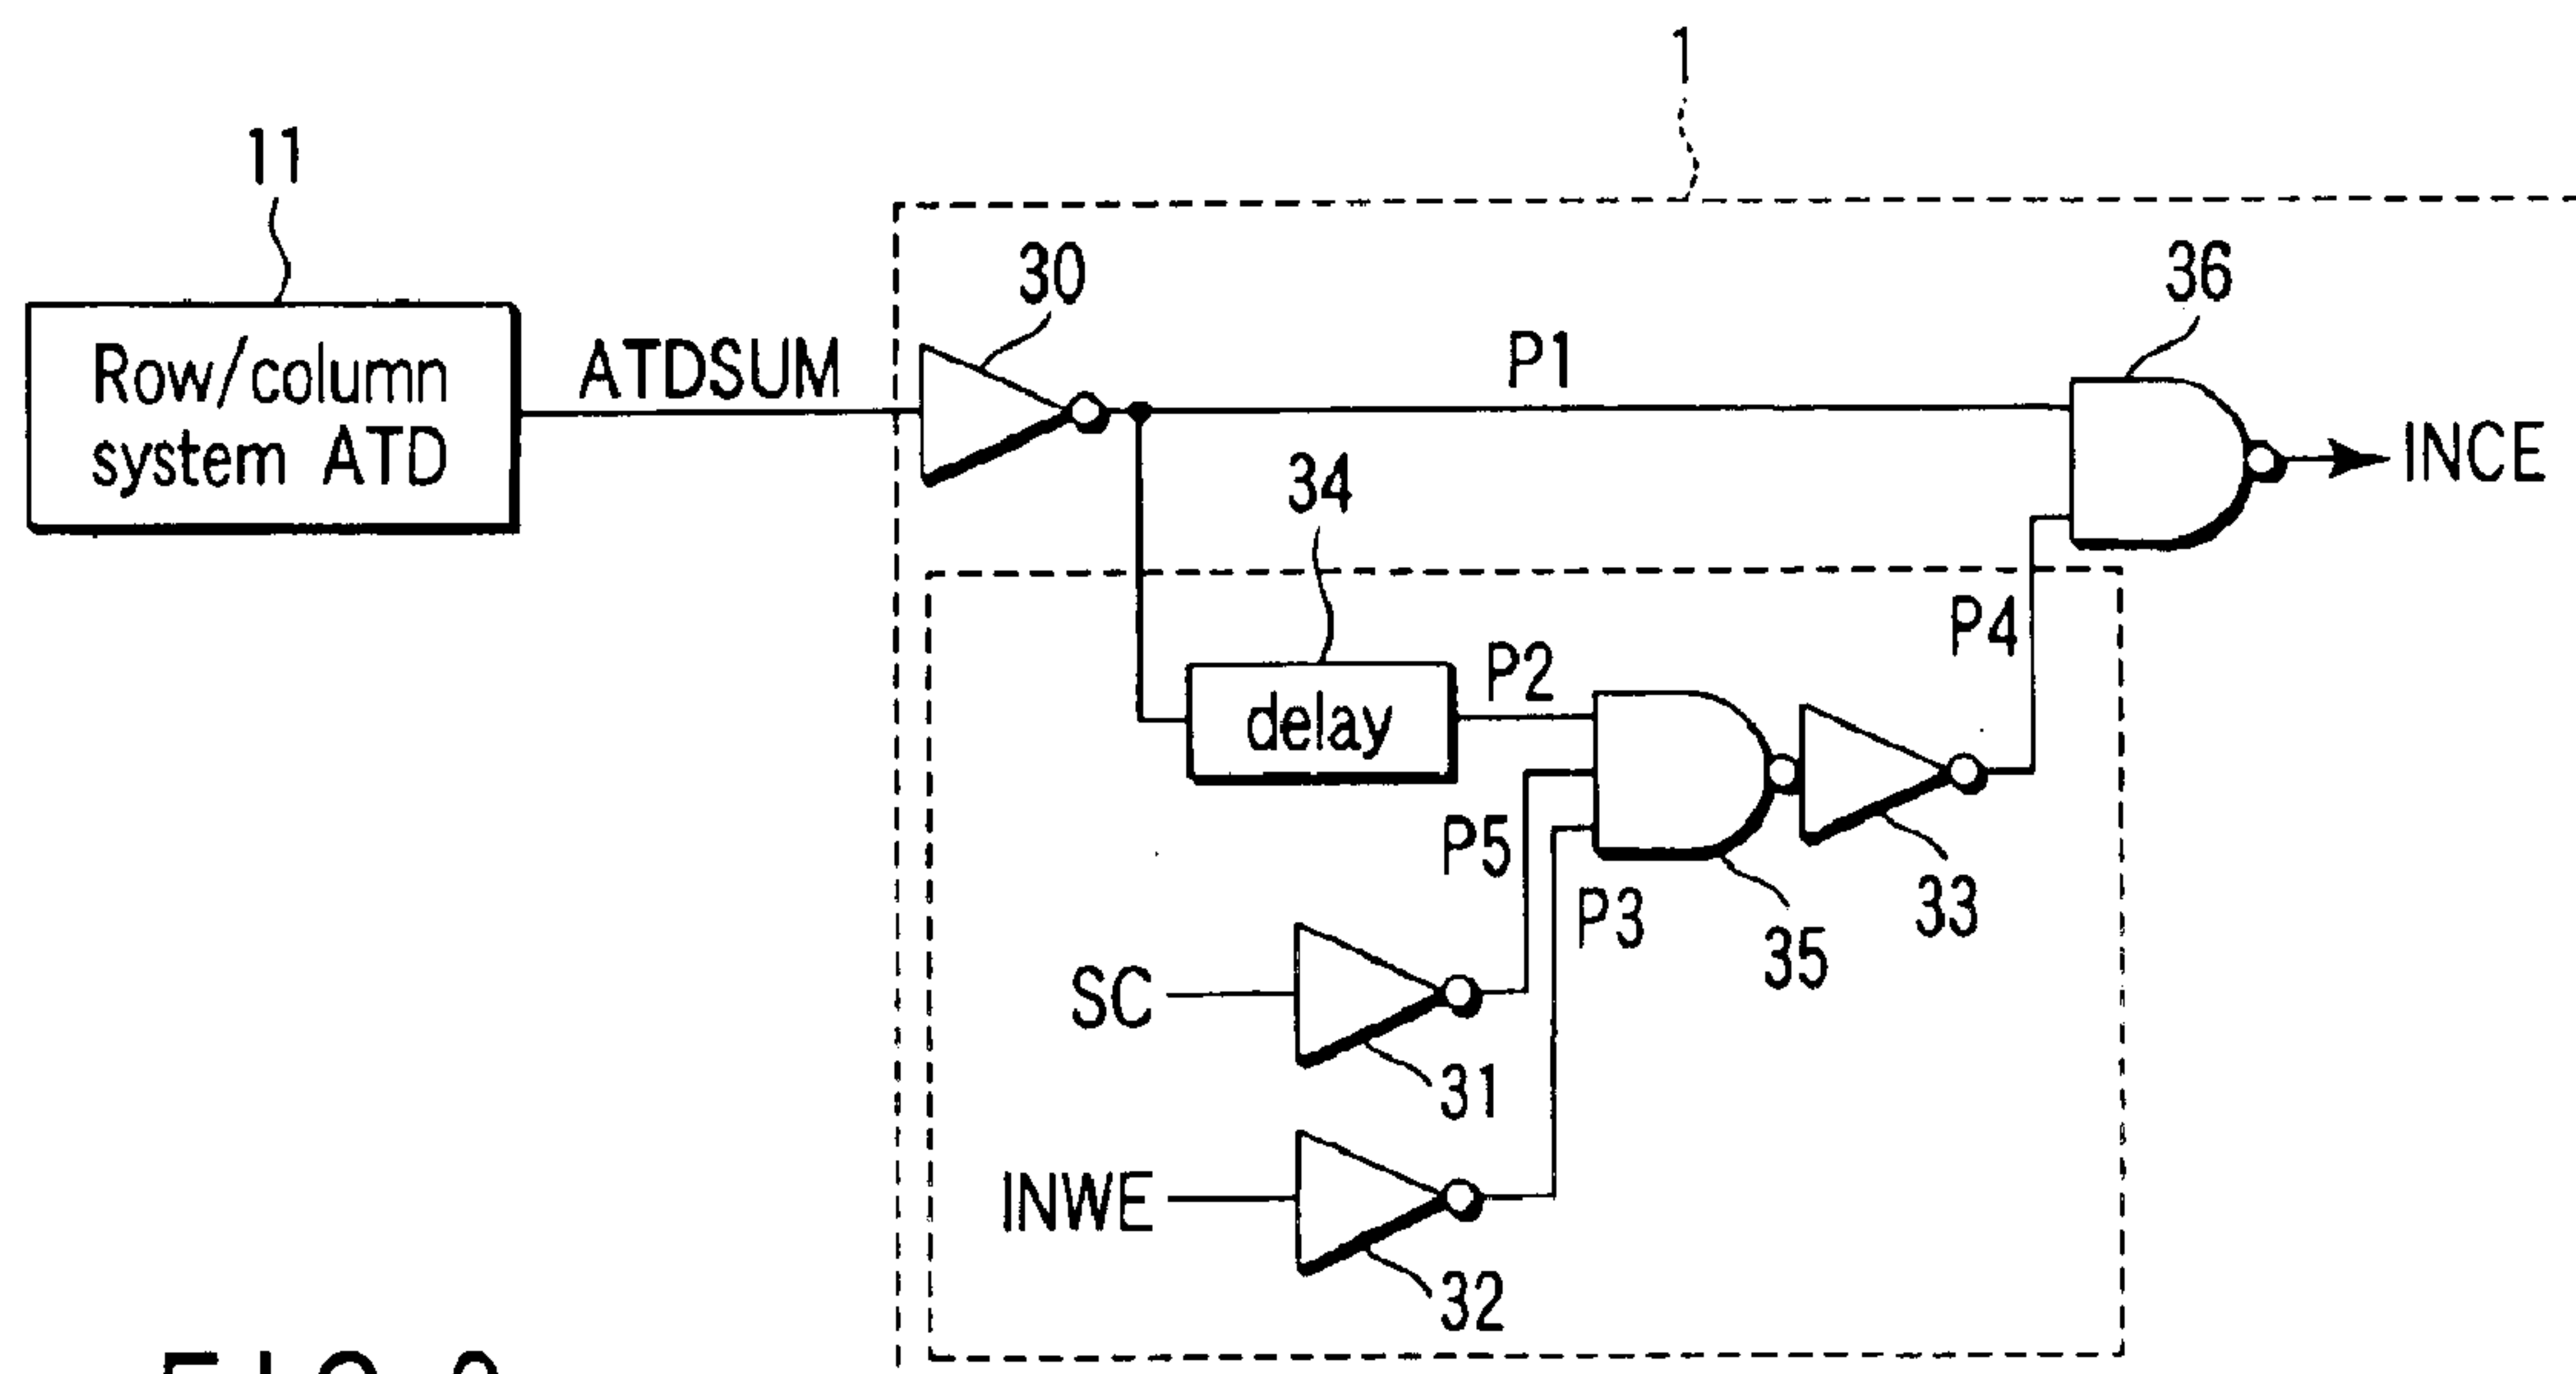 1
11
30
36
Row/column
system ATD
ATDSUM
P1
INCE
34
delay
P2
P4
P5
P3
35
33
SC
31
INWE
32